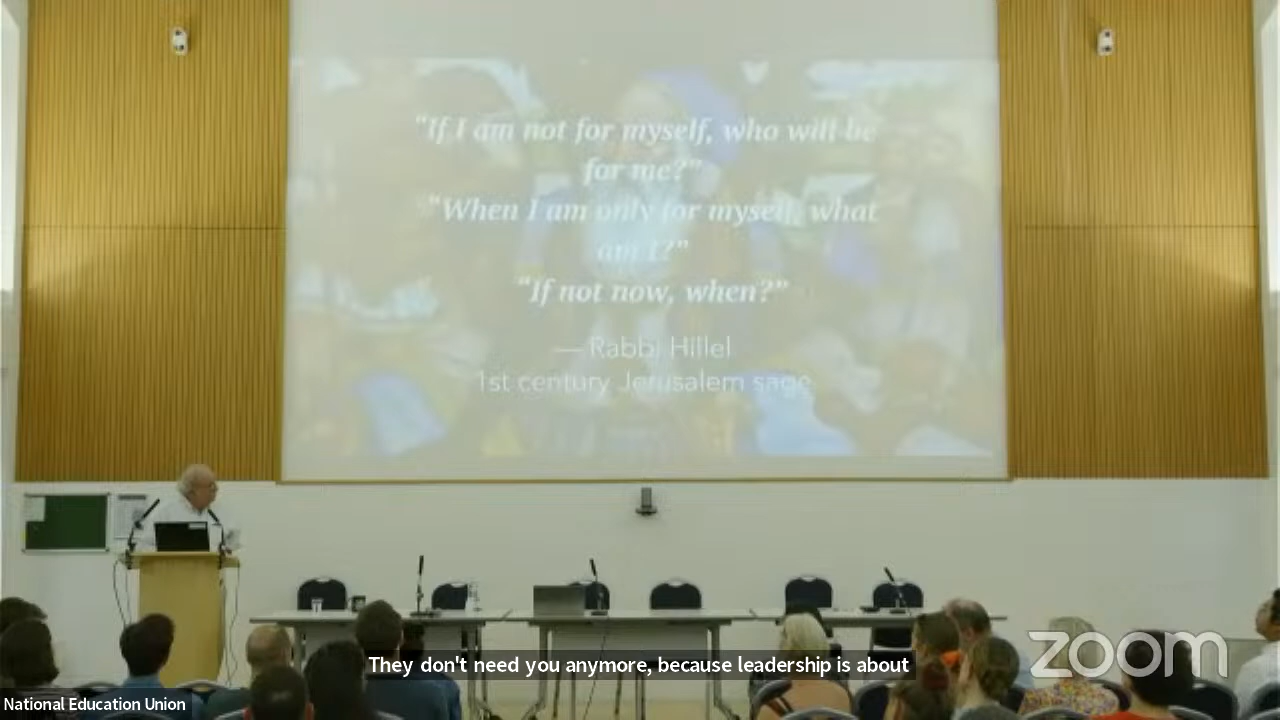 "If I am not for myself, who will be
for me?"
"When I am only for myself, what
am I?"
"If not now, when?"
— Rabbi Hillel
1st century Jerusalem sage
They don't need you anymore, because leadership is about
zoom
National Education Union